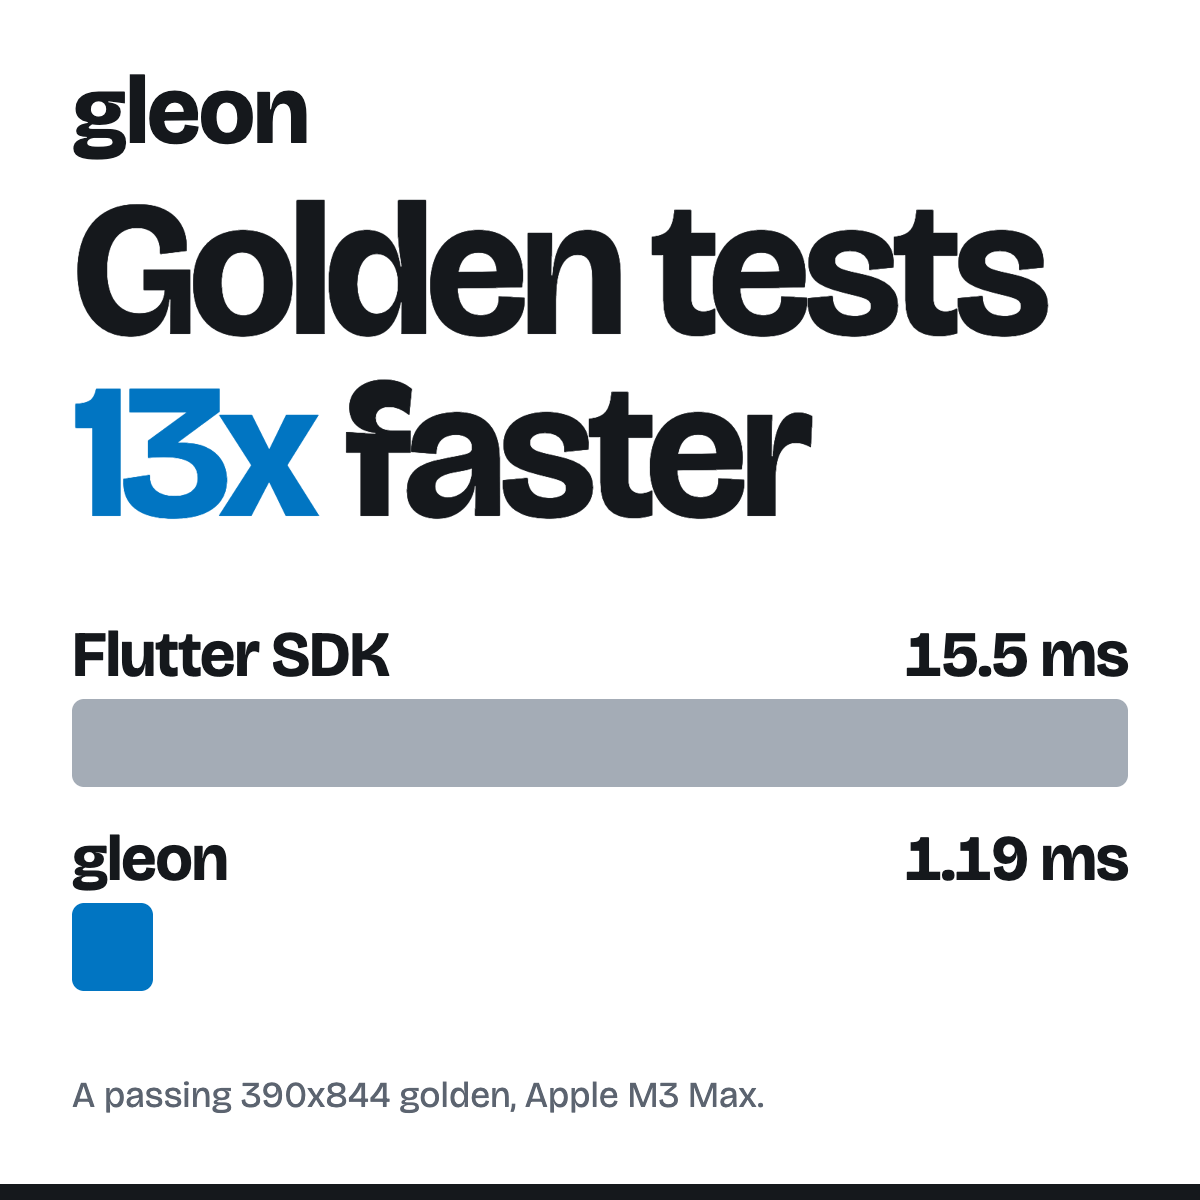 gleon
Golden tests
13x faster
Flutter SDK 15.5 ms
gleon 1.19 ms
A passing 390x844 golden, Apple M3 Max.